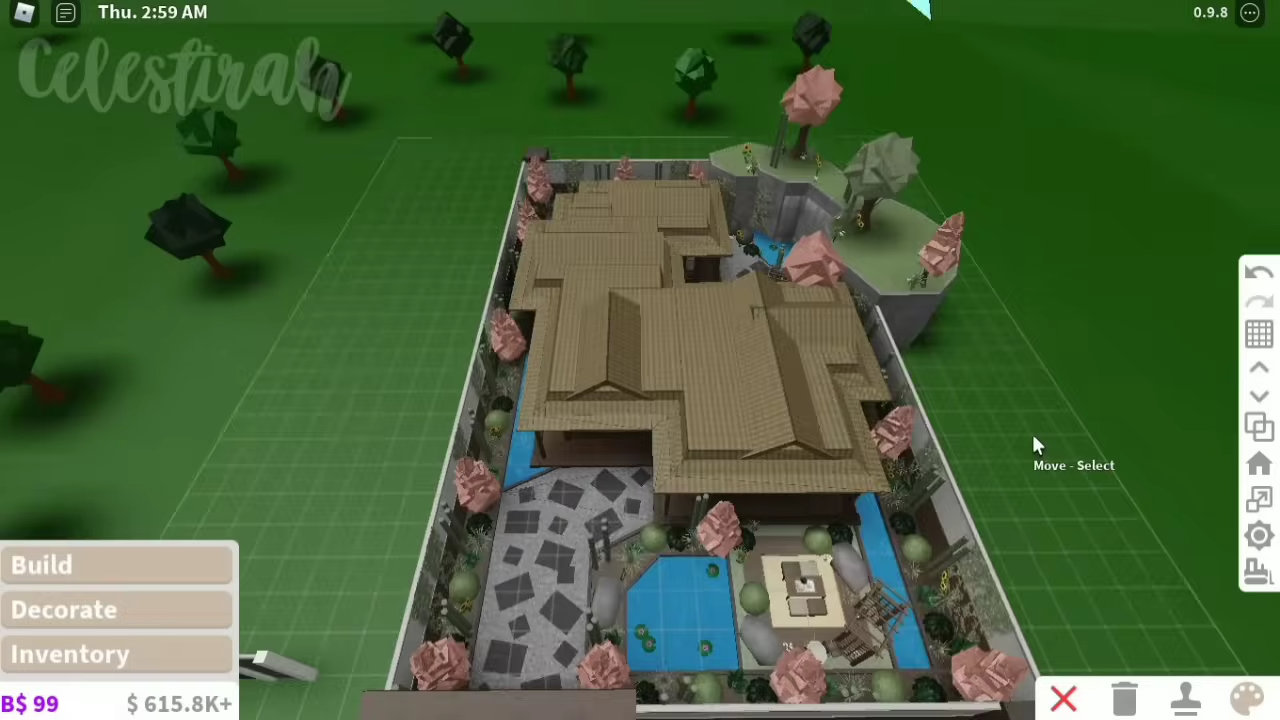 Thu. 2:59 AM
0.9.8
Celestirah
Move - Select
Build
Decorate
Inventory
B$ 99
$ 615.8K+